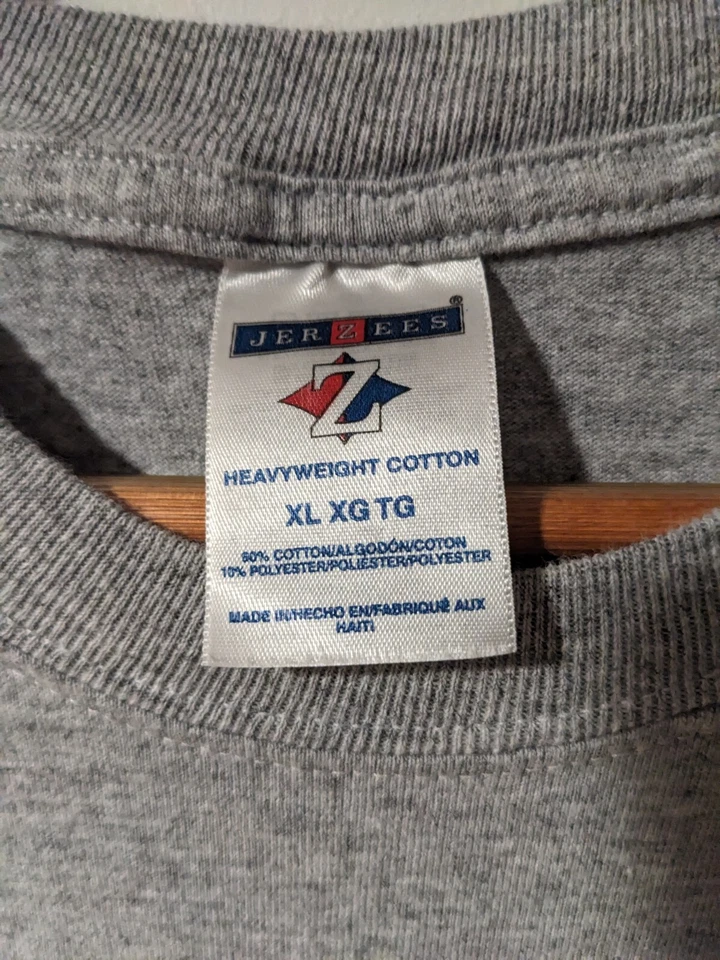 JERZEES®
Z
HEAVYWEIGHT COTTON
XL XG TG
90% COTTON/ALGODÓN/COTON
10% POLYESTER/POLIÉSTER/POLYESTER
MADE IN/HECHO EN/FABRIQUÉ AUX
HAITI